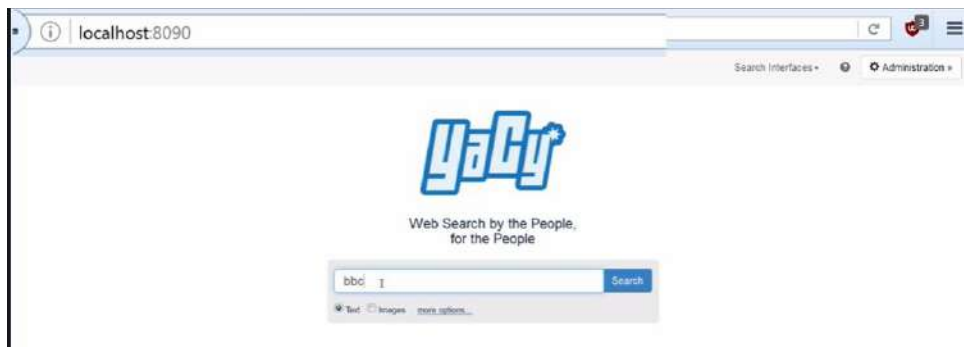 localhost:8090
3
Search Interfaces
Administration »
YaCy
Web Search by the People,
for the People
bbc
Search
Text Images more options...